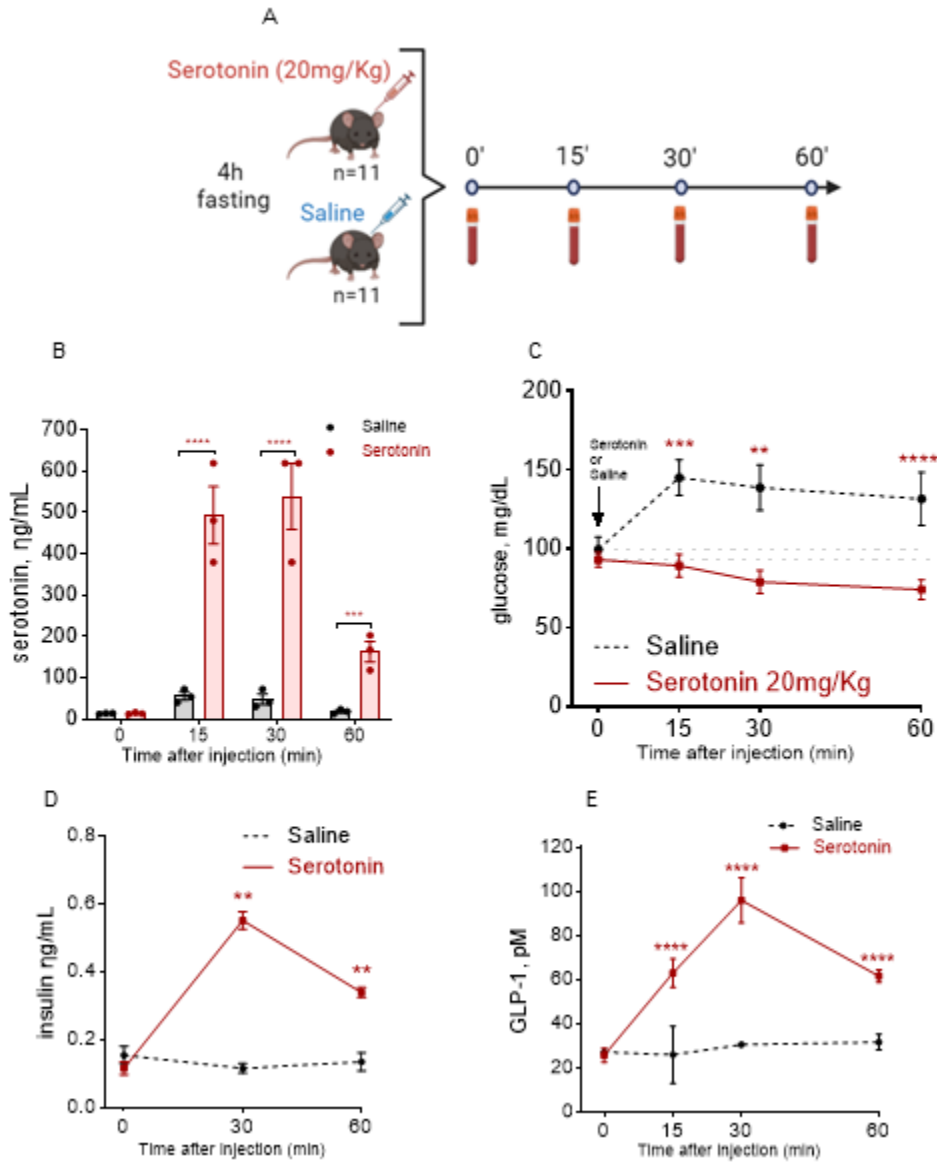 A
Serotonin (20mg/Kg)
n=11
4h
fasting
Saline
n=11
0' 15' 30' 60'
B
Saline
Serotonin
700
600
500
400
300
200
100
0
serotonin, ηg/mL
**** **** ***
0 15 30 60
Time after injection (min)
C
200
150
100
50
0
glucose, mg/dL
Serotonin
or
Saline
*** ** ****
Saline
Serotonin 20mg/Kg
0 15 30 60
Time after injection (min)
D
Saline
Serotonin
0.8
0.6
0.4
0.2
0.0
insulin ηg/mL
** **
0 30 60
Time after injection (min)
E
Saline
Serotonin
120
100
80
60
40
20
0
GLP-1, pM
**** **** ****
0 15 30 60
Time after injection (min)